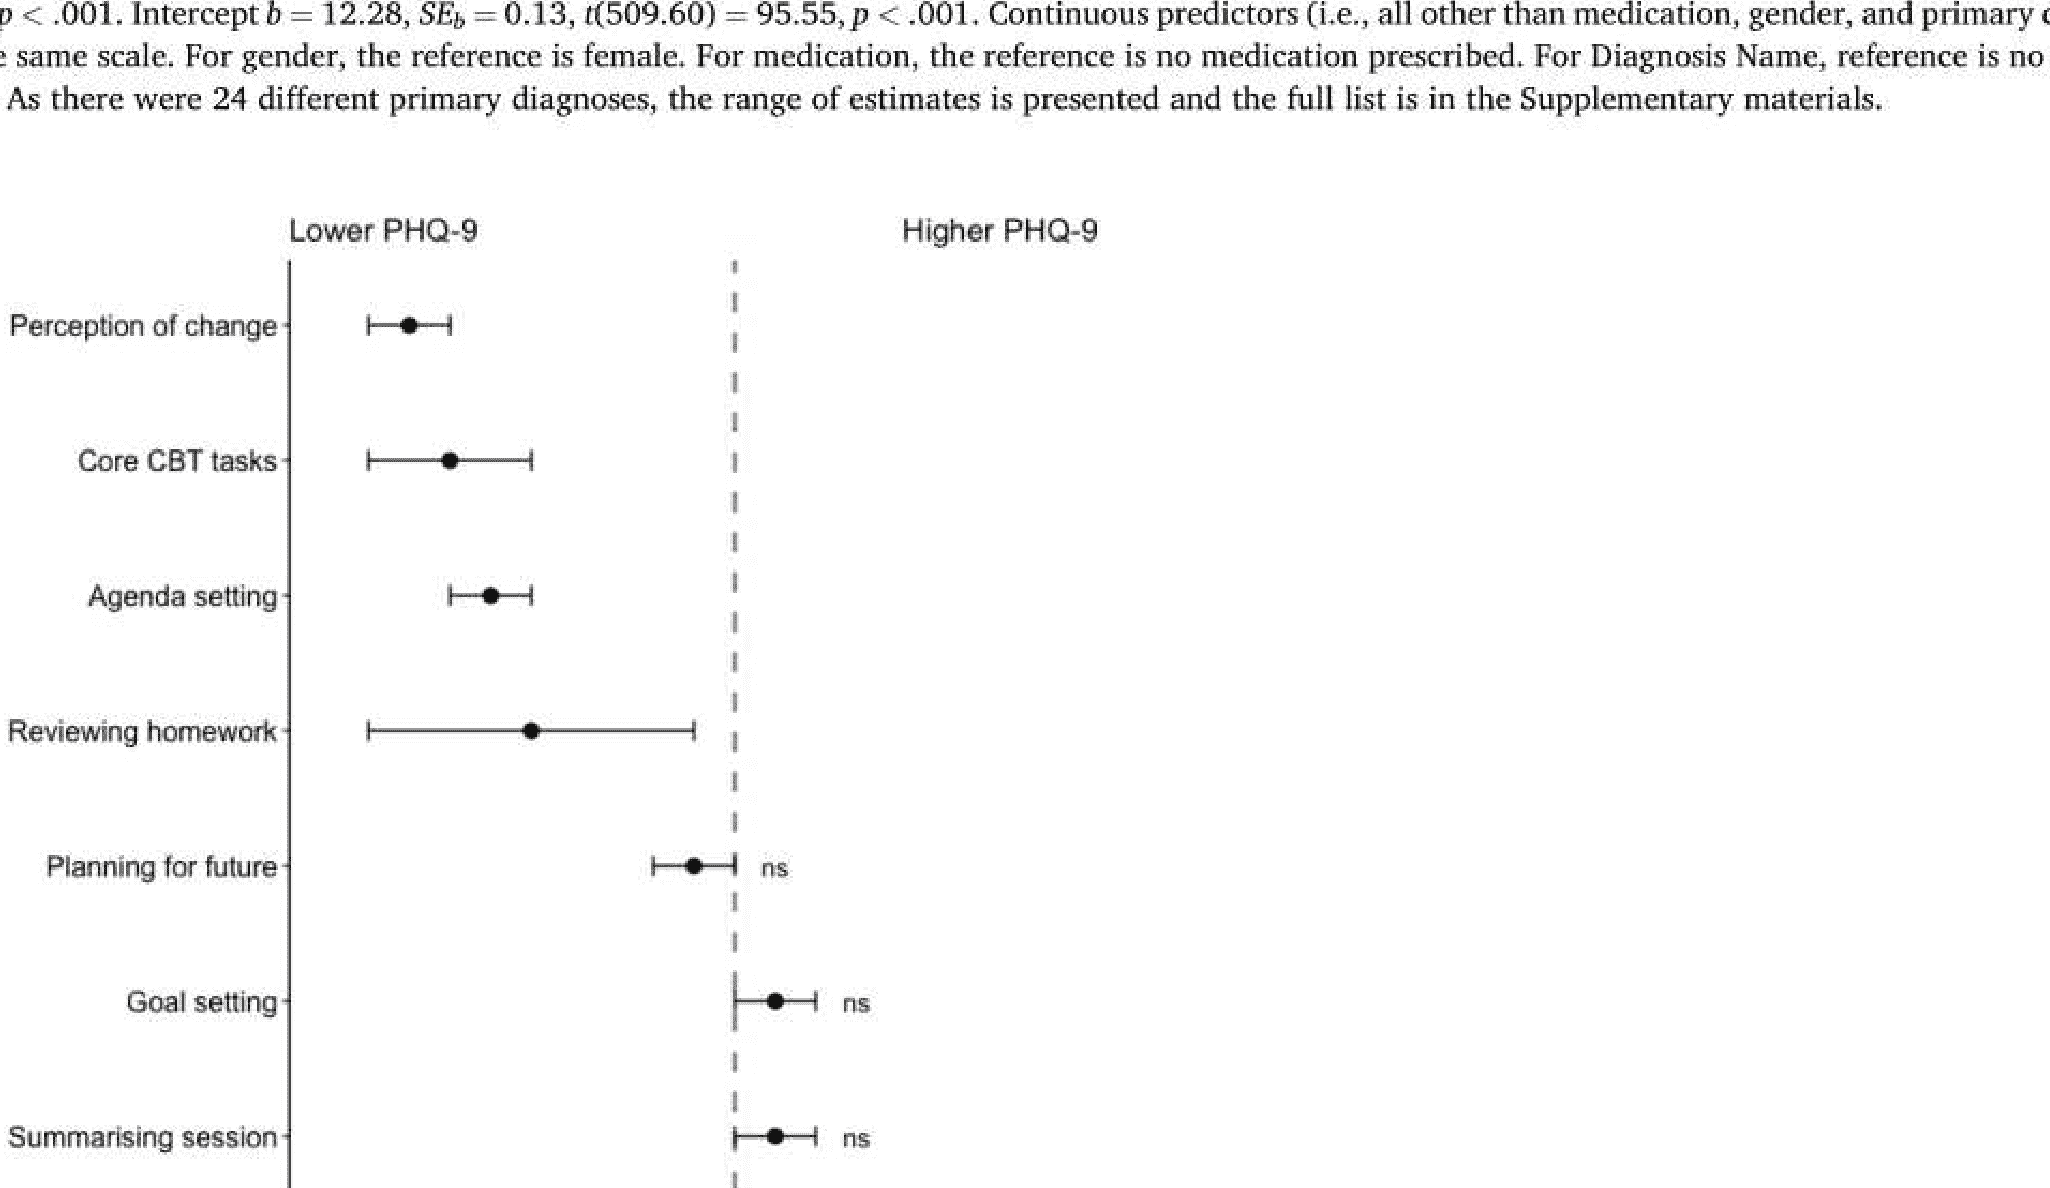 p < .001. Intercept b = 12.28, SEb = 0.13, t(509.60) = 95.55, p < .001. Continuous predictors (i.e., all other than medication, gender, and primary
same scale. For gender, the reference is female. For medication, the reference is no medication prescribed. For Diagnosis Name, reference is no
As there were 24 different primary diagnoses, the range of estimates is presented and the full list is in the Supplementary materials.
Lower PHQ-9 Higher PHQ-9
Perception of change
Core CBT tasks
Agenda setting
Reviewing homework
Planning for future ns
Goal setting ns
Summarising session ns